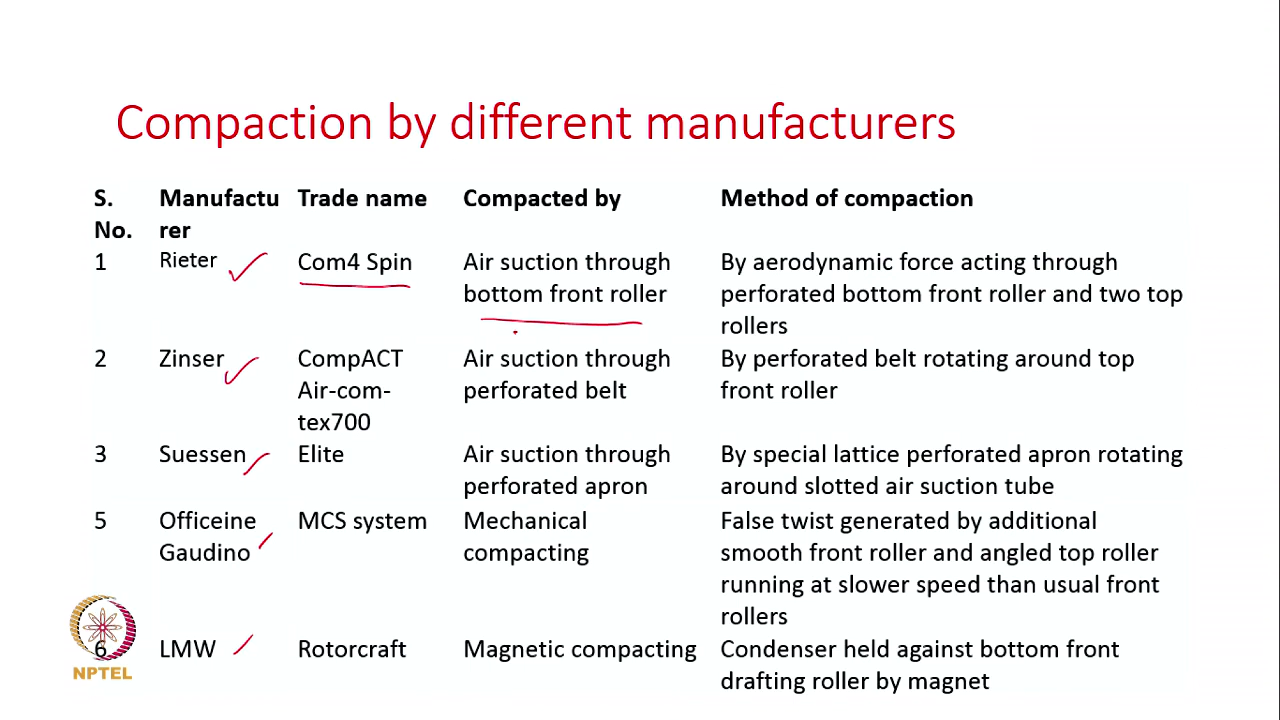 Compaction by different manufacturers
S. Manufactu Trade name Compacted by Method of compaction
No. rer
1 Rieter Com4 Spin Air suction through By aerodynamic force acting through
bottom front roller perforated bottom front roller and two top
rollers
2 Zinser CompACT Air suction through By perforated belt rotating around top
Air-com- perforated belt front roller
tex700
3 Suessen Elite Air suction through By special lattice perforated apron rotating
perforated apron around slotted air suction tube
5 Officeine MCS system Mechanical False twist generated by additional
Gaudino compacting smooth front roller and angled top roller
running at slower speed than usual front
rollers
6 LMW Rotorcraft Magnetic compacting Condenser held against bottom front
drafting roller by magnet
NPTEL